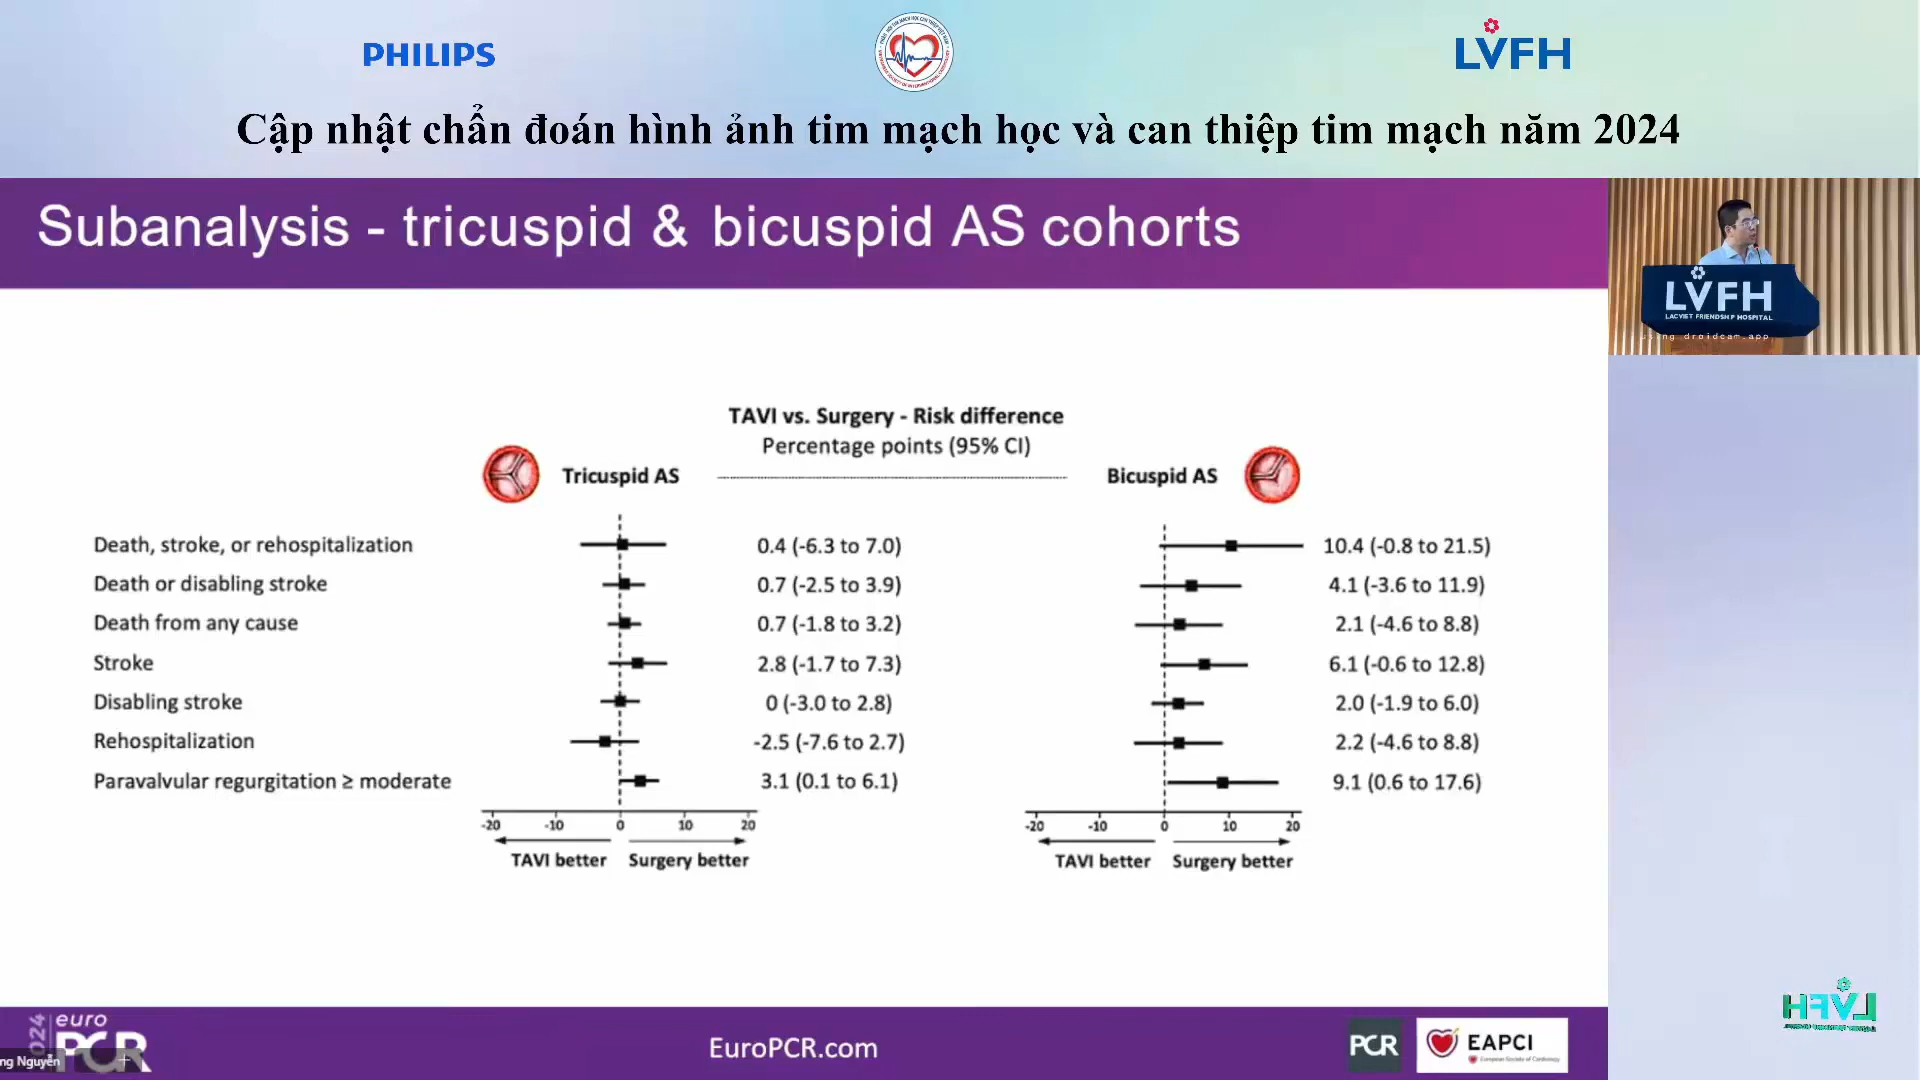 PHILIPS
LVFH
Cập nhật chẩn đoán hình ảnh tim mạch học và can thiệp tim mạch năm 2024
Subanalysis - tricuspid & bicuspid AS cohorts
LVFH
LACVIET FRIENDSHIP HOSPITAL
using droidcam.app
TAVI vs. Surgery - Risk difference
Percentage points (95% CI)
Tricuspid AS
Bicuspid AS
Death, stroke, or rehospitalization 0.4 (-6.3 to 7.0) 10.4 (-0.8 to 21.5)
Death or disabling stroke 0.7 (-2.5 to 3.9) 4.1 (-3.6 to 11.9)
Death from any cause 0.7 (-1.8 to 3.2) 2.1 (-4.6 to 8.8)
Stroke 2.8 (-1.7 to 7.3) 6.1 (-0.6 to 12.8)
Disabling stroke 0 (-3.0 to 2.8) 2.0 (-1.9 to 6.0)
Rehospitalization -2.5 (-7.6 to 2.7) 2.2 (-4.6 to 8.8)
Paravalvular regurgitation ≥ moderate 3.1 (0.1 to 6.1) 9.1 (0.6 to 17.6)
-20 -10 0 10 20 -20 -10 0 10 20
TAVI better Surgery better TAVI better Surgery better
euro
PCR
ng Nguyễn
EuroPCR.com
PCR
EAPCI
European Society of Cardiology
LVFH